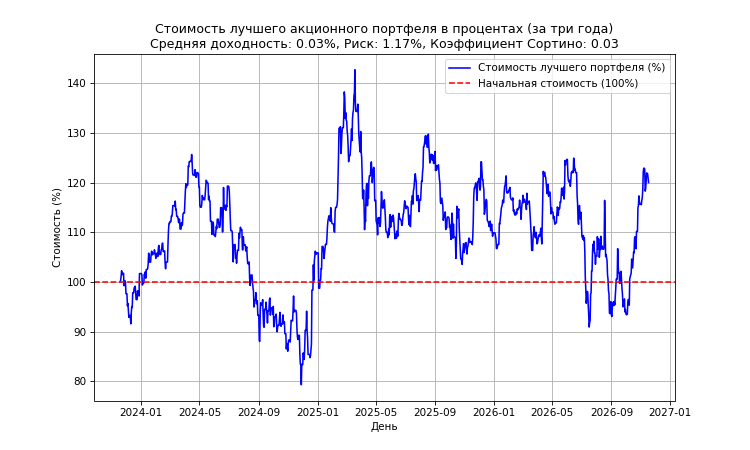 Стоимость лучшего акционного портфеля в процентах (за три года)
Средняя доходность: 0.03%, Риск: 1.17%, Коэффициент Сортино: 0.03
Стоимость лучшего портфеля (%)
Начальная стоимость (100%)
Стоимость (%)
140
130
120
110
100
90
80
2024-01 2024-05 2024-09 2025-01 2025-05 2025-09 2026-01 2026-05 2026-09 2027-01
День